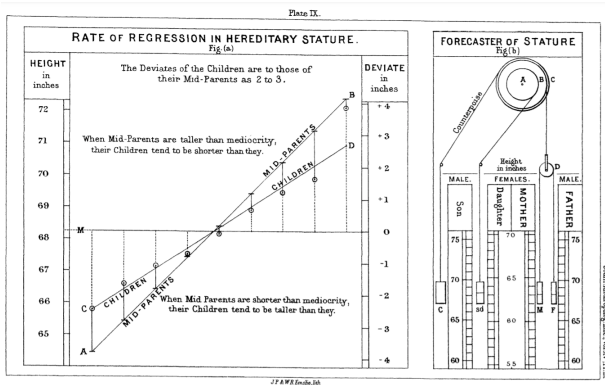 Plate IX.
RATE OF REGRESSION IN HEREDITARY STATURE.
Fig. (a)
HEIGHT
in
inches
The Deviates of the Children are to those of
their Mid-Parents as 2 to 3.
DEVIATE
in
inches
When Mid-Parents are taller than mediocrity,
their Children tend to be shorter than they.
MID-PARENTS
CHILDREN
B
D
M
C
A
CHILDREN
MID-PARENTS
When Mid Parents are shorter than mediocrity,
their Children tend to be taller than they.
72
71
70
69
68
67
66
65
+4
+3
+2
+1
0
-1
-2
-3
-4
FORECASTER OF STATURE
Fig (b)
A B C
Counterpoise
D
Height
in inches
MALE. FEMALES. MALE.
Son
Daughter
MOTHER
FATHER
75 70 75
70 65 70
C sd M F
65 60 65
60 55 60
J.P.&W.R.Emslie, lith.